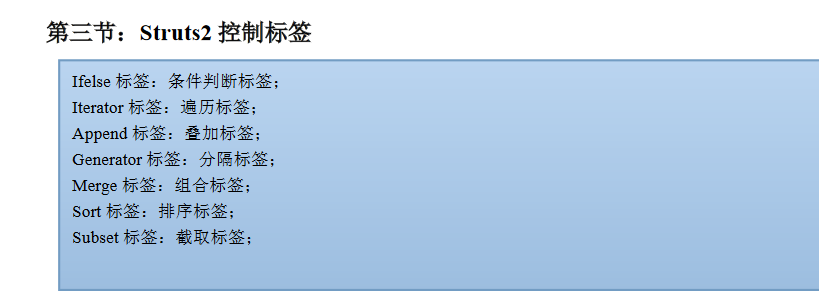 第三节：Struts2 控制标签
Ifelse 标签：条件判断标签；
Iterator 标签：遍历标签；
Append 标签：叠加标签；
Generator 标签：分隔标签；
Merge 标签：组合标签；
Sort 标签：排序标签；
Subset 标签：截取标签；